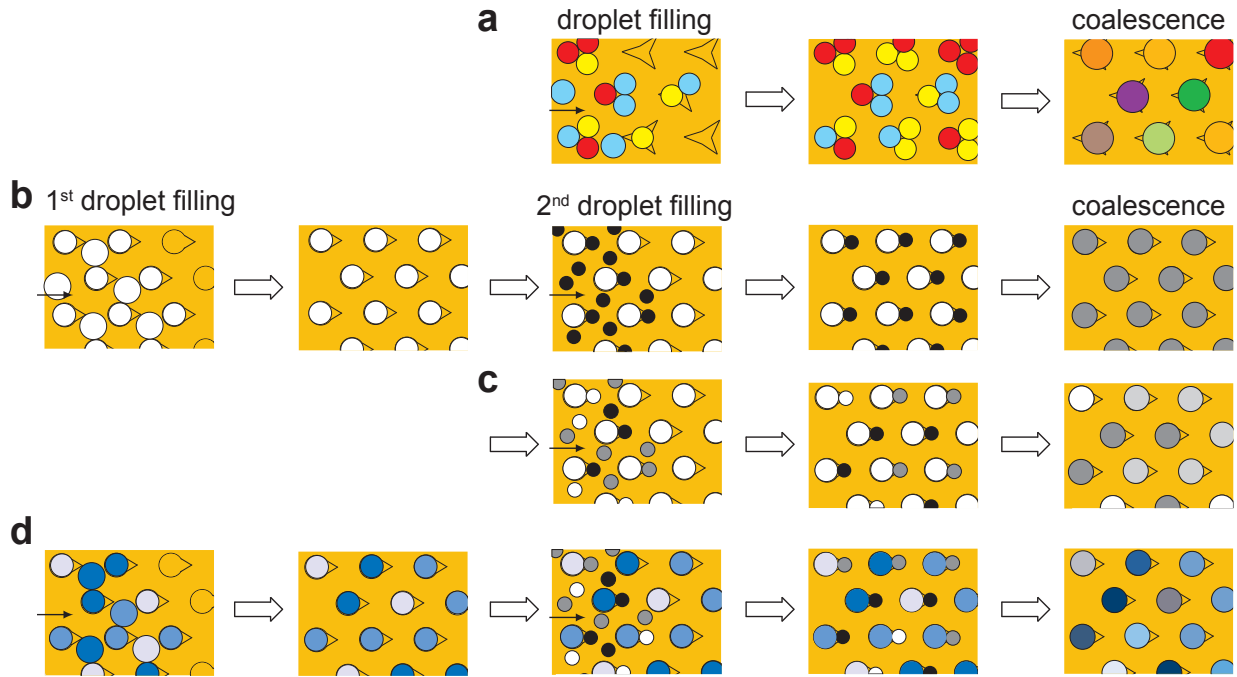 a
droplet filling
coalescence
b
1st droplet filling
2nd droplet filling
coalescence
c
d